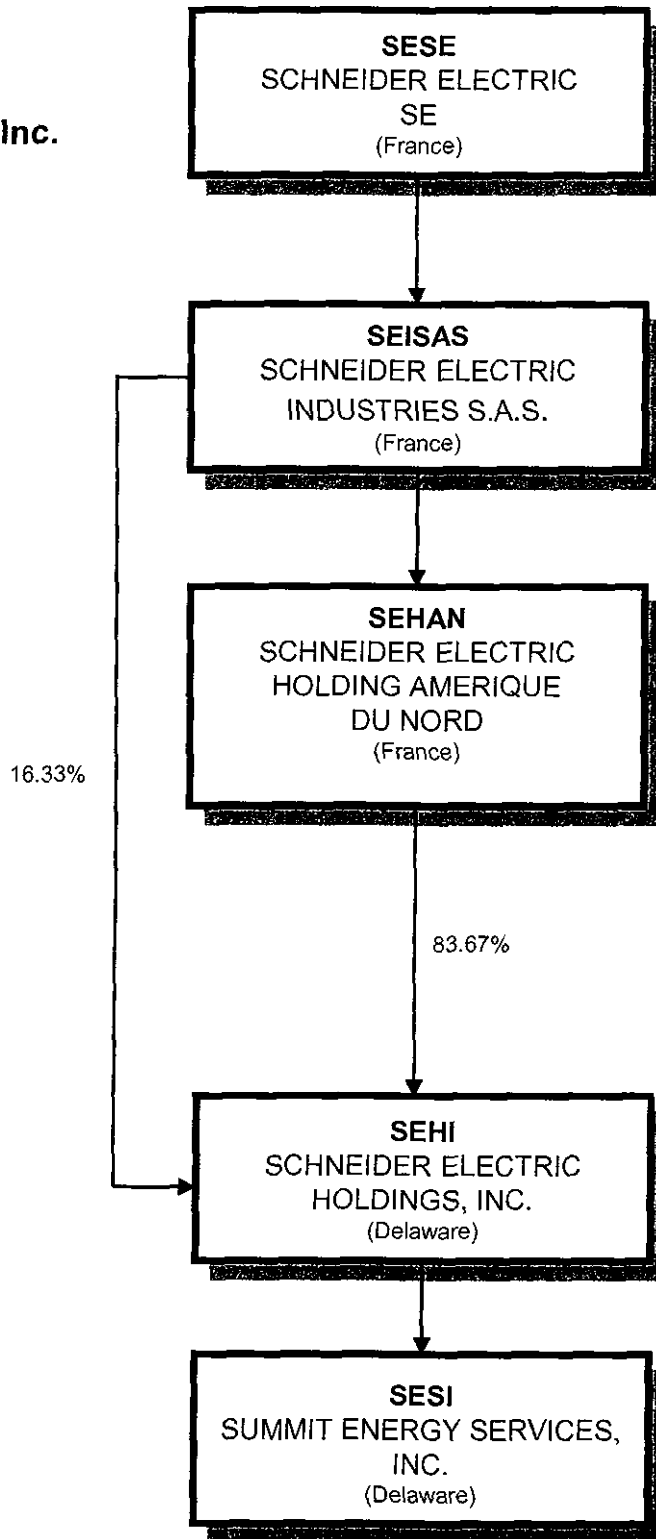 Inc.
SESE
SCHNEIDER ELECTRIC
SE
(France)
SEISAS
SCHNEIDER ELECTRIC
INDUSTRIES S.A.S.
(France)
SEHAN
SCHNEIDER ELECTRIC
HOLDING AMERIQUE
DU NORD
(France)
16.33%
83.67%
SEHI
SCHNEIDER ELECTRIC
HOLDINGS, INC.
(Delaware)
SESI
SUMMIT ENERGY SERVICES,
INC.
(Delaware)